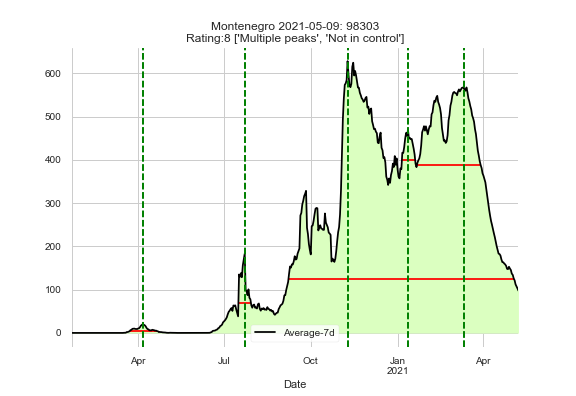 Montenegro 2021-05-09: 98303
Rating:8 ['Multiple peaks', 'Not in control']
600
500
400
300
200
100
0
Average-7d
Apr
Jul
Oct
Jan
2021
Apr
Date